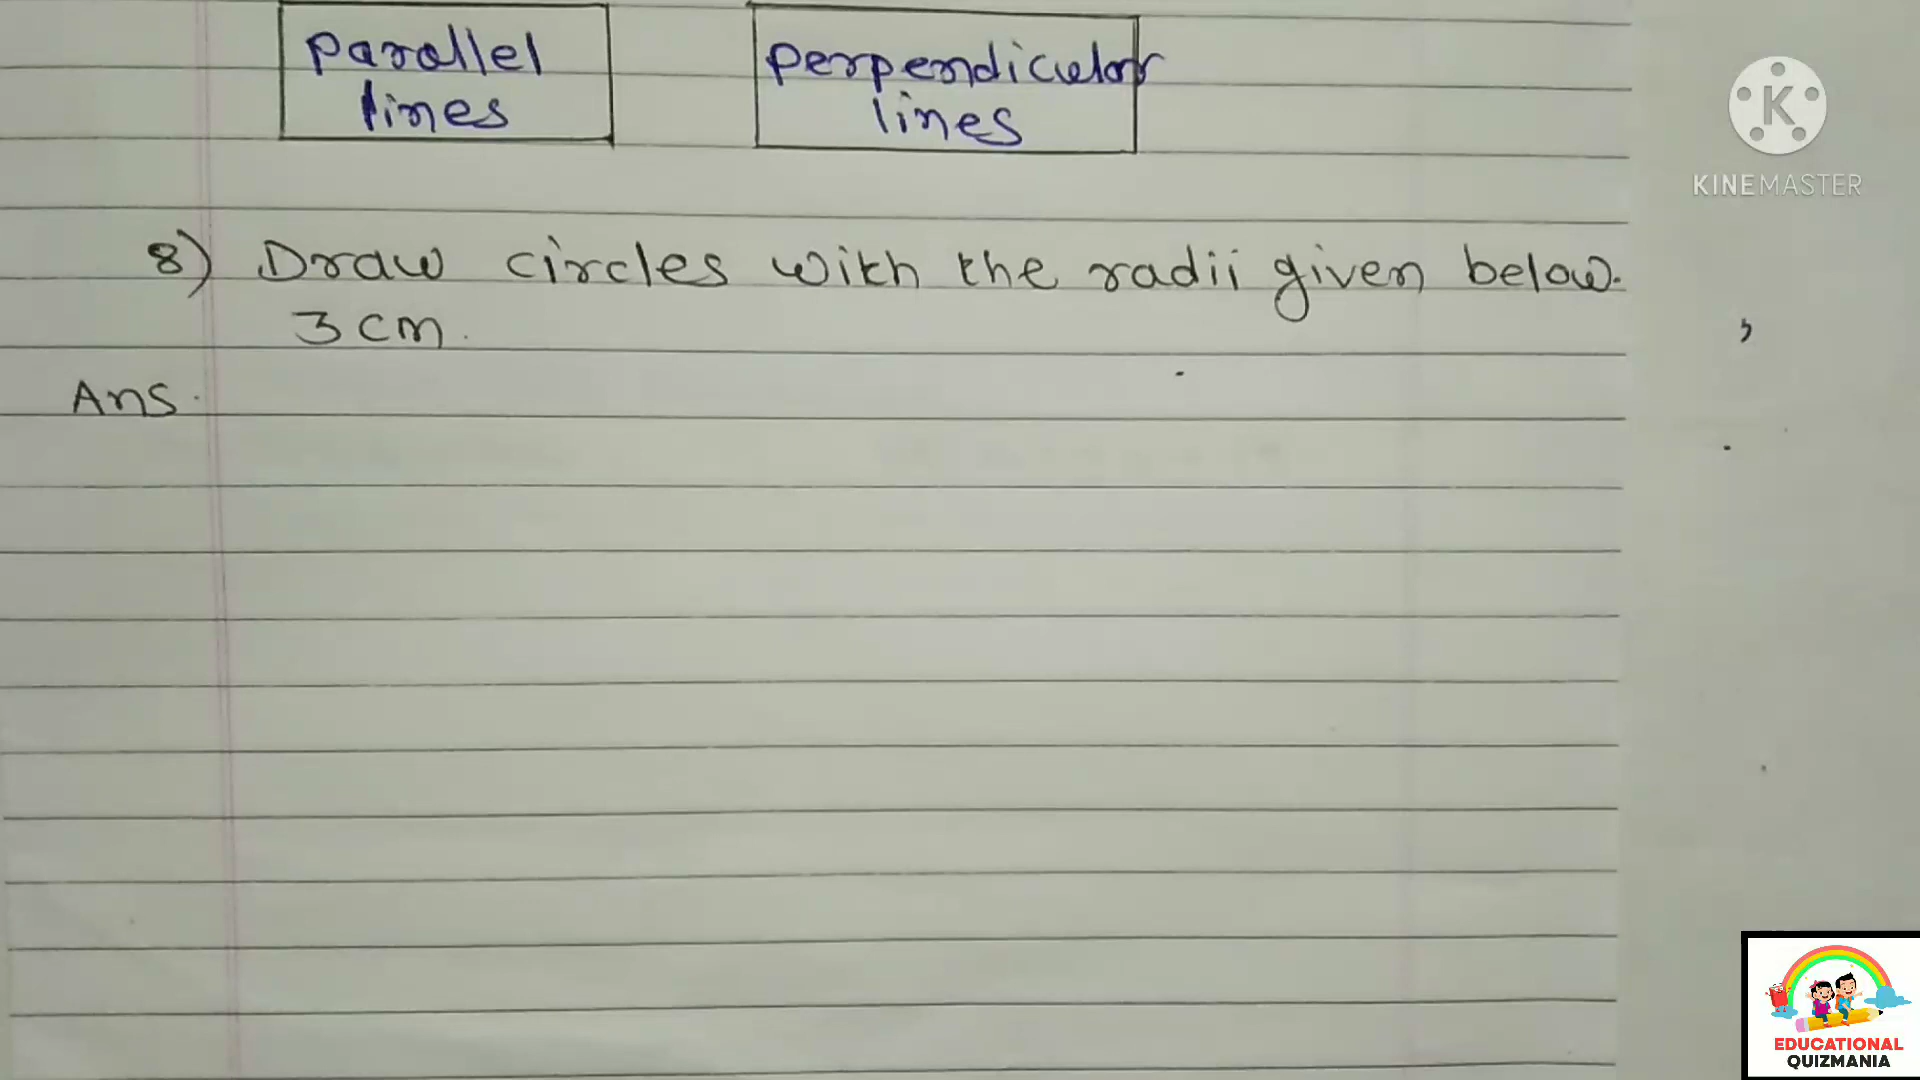 Parallel
lines
Perpendicular
lines
KINEMASTER
8) Draw circles with the radii given below.
3 cm.
Ans.
EDUCATIONAL
QUIZMANIA